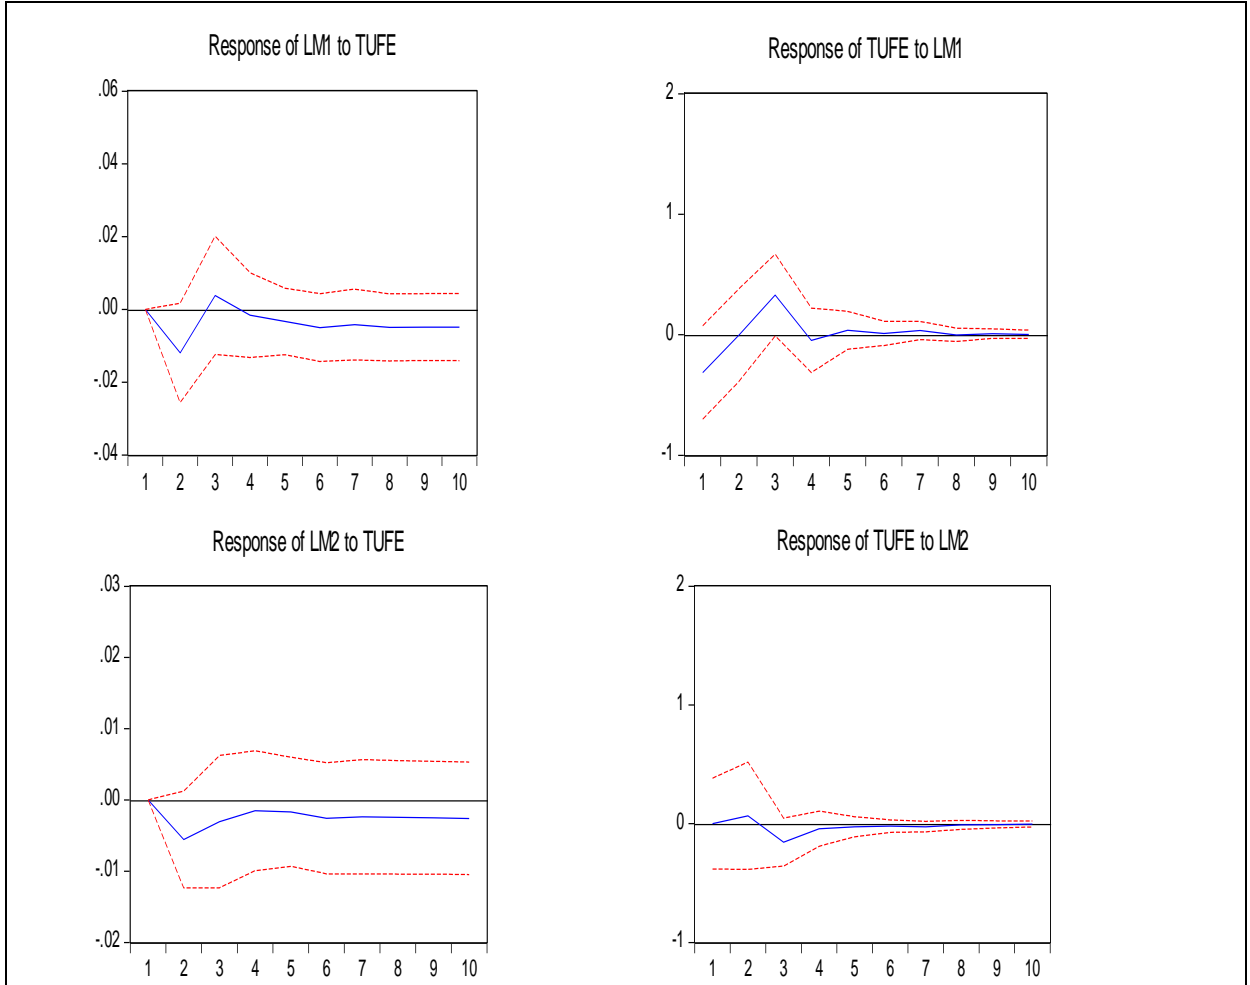 Response of LM1 to TUFE
.06
.04
.02
.00
-.02
-.04
1 2 3 4 5 6 7 8 9 10
Response of TUFE to LM1
2
1
0
-1
1 2 3 4 5 6 7 8 9 10
Response of LM2 to TUFE
.03
.02
.01
.00
-.01
-.02
1 2 3 4 5 6 7 8 9 10
Response of TUFE to LM2
2
1
0
-1
1 2 3 4 5 6 7 8 9 10